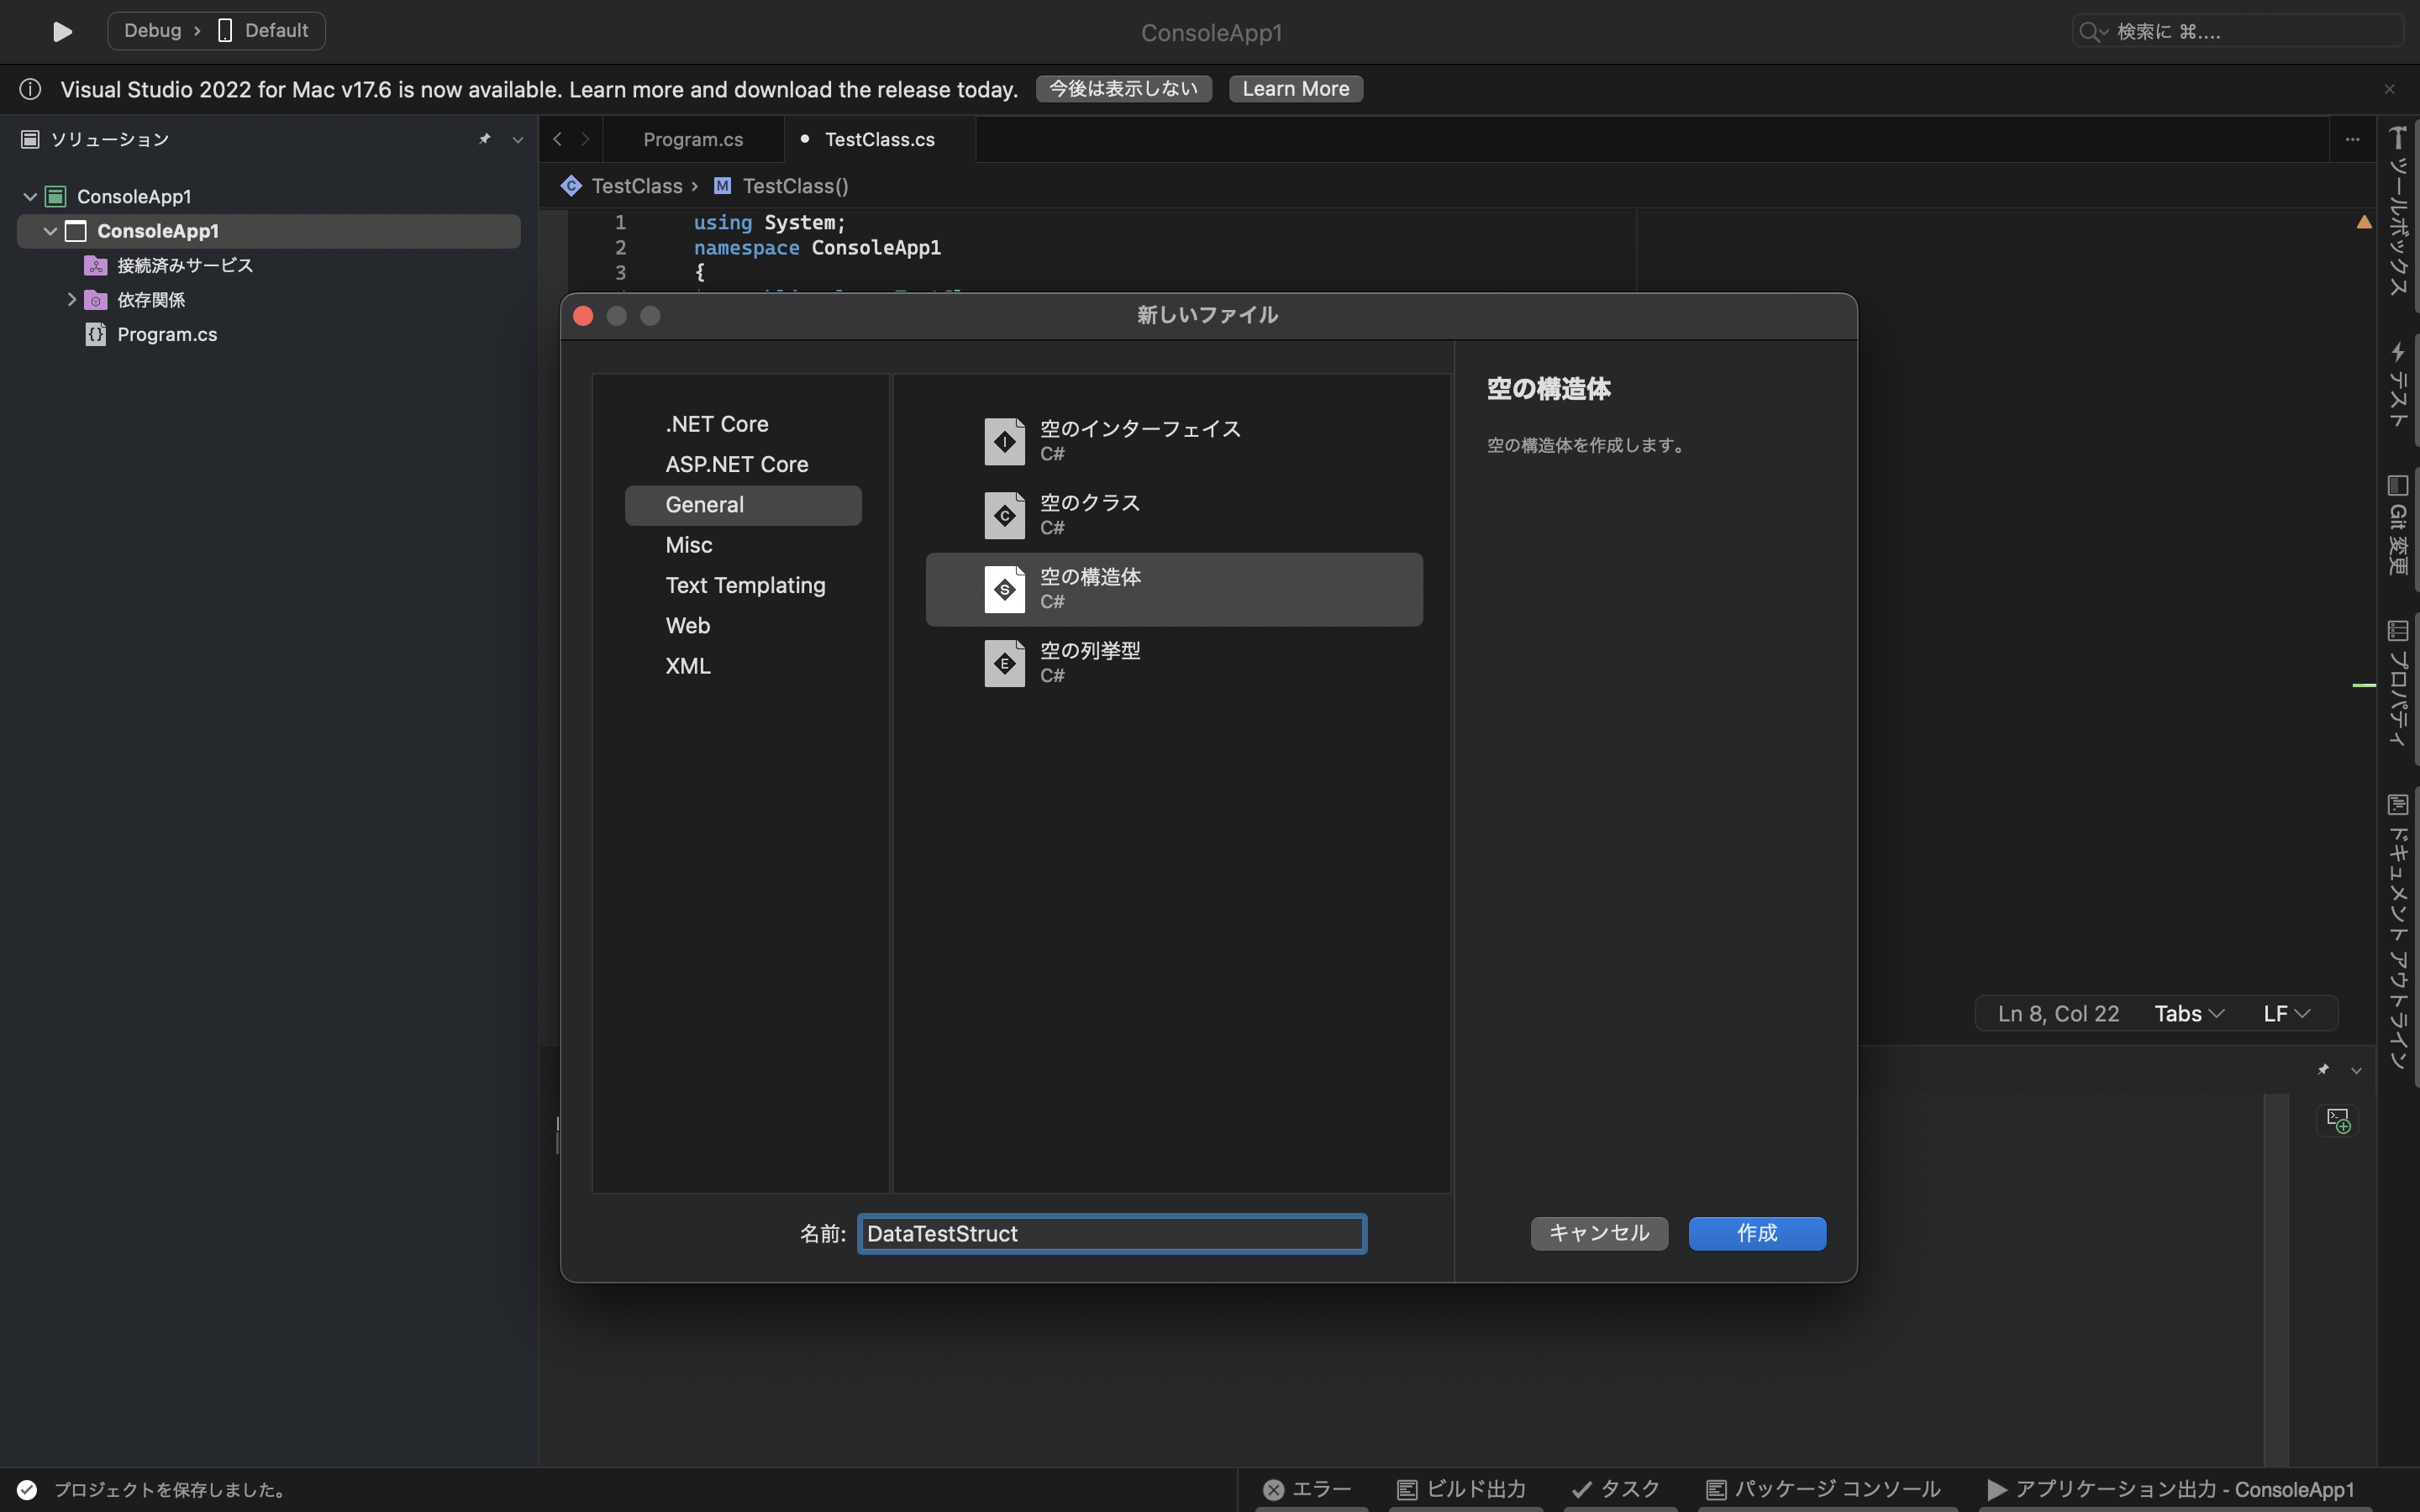 Debug › Default
ConsoleApp1
検索に ⌘....
Visual Studio 2022 for Mac v17.6 is now available. Learn more and download the release today.
今後は表示しない
Learn More
ソリューション
ConsoleApp1
ConsoleApp1
接続済みサービス
依存関係
Program.cs
Program.cs
TestClass.cs
TestClass › M TestClass()
1 using System;
2 namespace ConsoleApp1
3 {
新しいファイル
.NET Core
ASP.NET Core
General
Misc
Text Templating
Web
XML
空のインターフェイス
C#
空のクラス
C#
空の構造体
C#
空の列挙型
C#
空の構造体
空の構造体を作成します。
名前: DataTestStruct
キャンセル
作成
Ln 8, Col 22
Tabs
LF
ツールボックス
テスト
Git 変更
プロパティ
ドキュメント アウトライン
プロジェクトを保存しました。
エラー
ビルド出力
タスク
パッケージ コンソール
アプリケーション出力 - ConsoleApp1